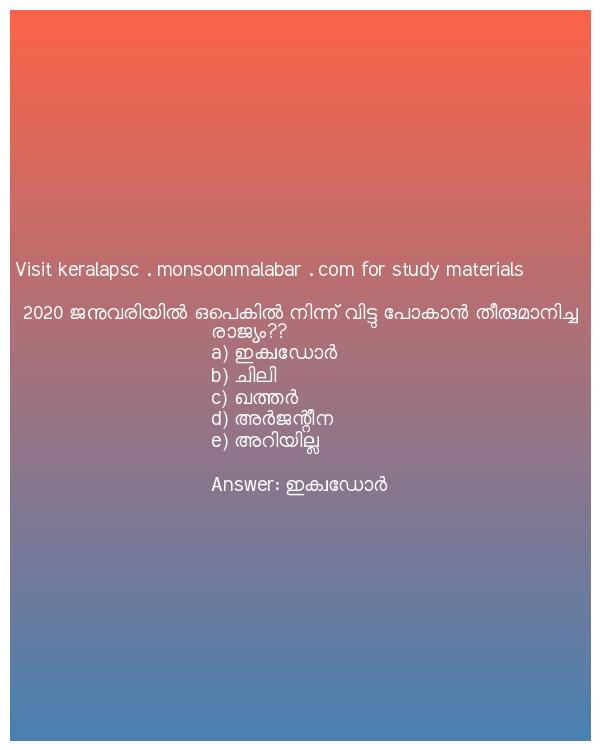 Visit keralapsc . monsoonmalabar . com for study materials
2020 ജനുവരിയിൽ ഒപെകിൽ നിന്ന് വിട്ടു പോകാൻ തീരുമാനിച്ച
രാജ്യം??
a) ഇക്വഡോർ
b) ചിലി
c) ഖത്തർ
d) അർജന്റീന
e) അറിയില്ല
Answer: ഇക്വഡോർ